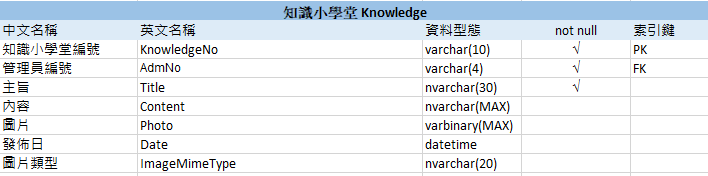 知識小學堂 Knowledge
中文名稱 英文名稱 資料型態 not null 索引鍵
知識小學堂編號 KnowledgeNo varchar(10) √ PK
管理員編號 AdmNo varchar(4) √ FK
主旨 Title nvarchar(30) √
內容 Content nvarchar(MAX)
圖片 Photo varbinary(MAX)
發佈日 Date datetime
圖片類型 ImageMimeType nvarchar(20)